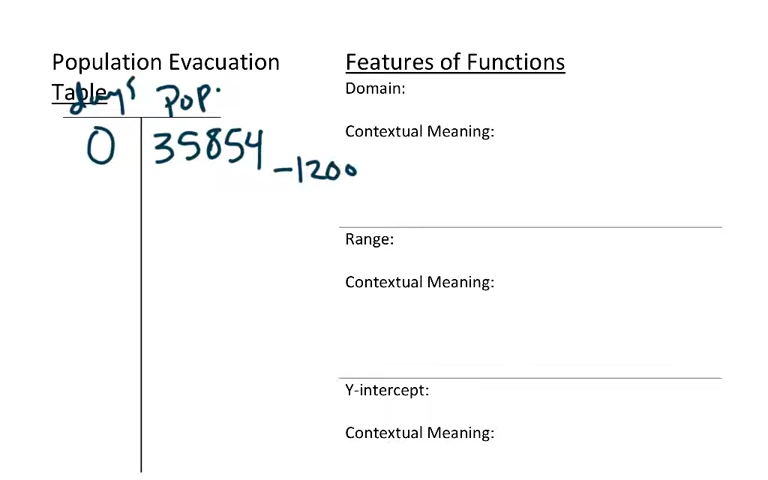 Population Evacuation
Table
days Pop.
0 35854
-1200
Features of Functions
Domain:
Contextual Meaning:
Range:
Contextual Meaning:
Y-intercept:
Contextual Meaning: